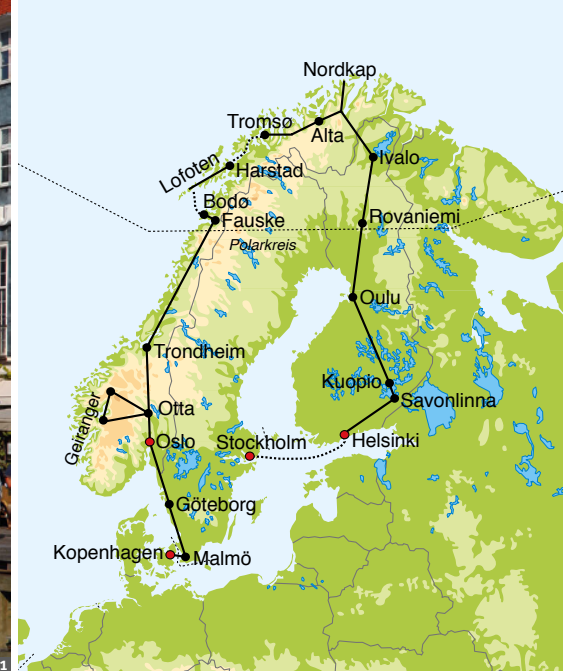 Nordkap
Tromsø
Alta
Ivalo
Lofoten
Harstad
Bodø
Fauske
Rovaniemi
Polarkreis
Oulu
Trondheim
Kuopio
Savonlinna
Geiranger
Otta
Oslo
Stockholm
Helsinki
Göteborg
Kopenhagen
Malmö
1